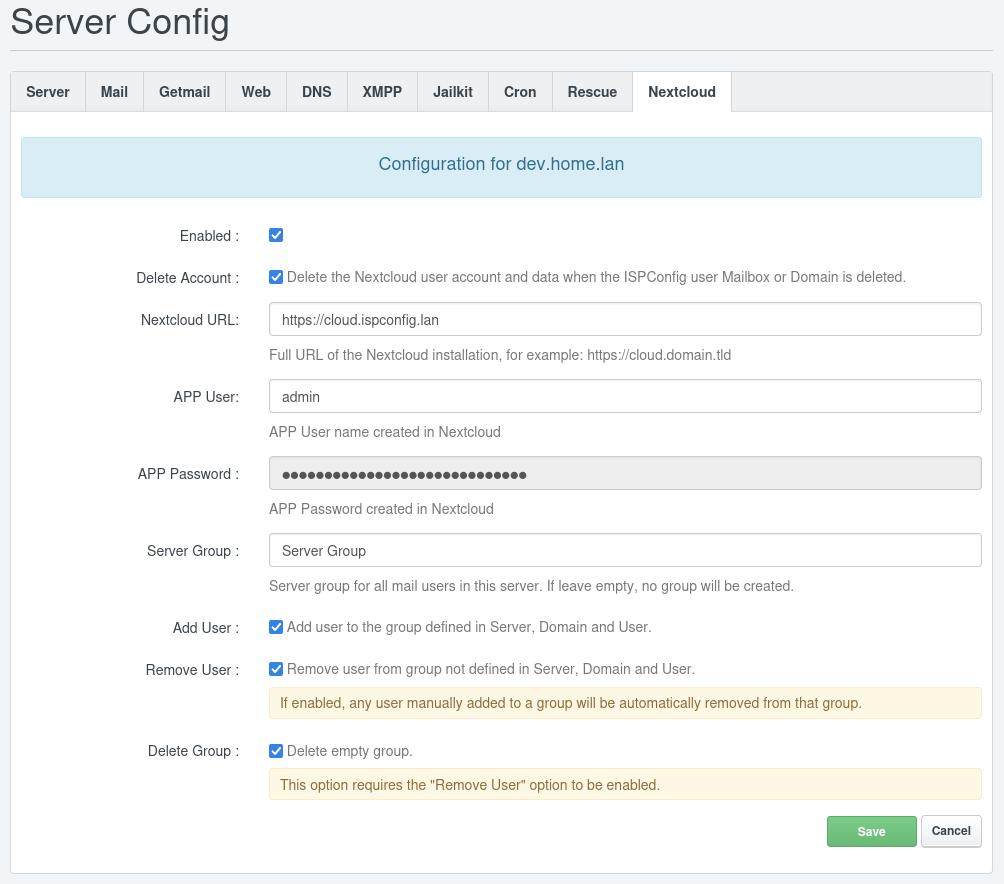 Server Config
Server Mail Getmail Web DNS XMPP Jailkit Cron Rescue Nextcloud
Configuration for dev.home.lan
Enabled :
Delete Account : Delete the Nextcloud user account and data when the ISPConfig user Mailbox or Domain is deleted.
Nextcloud URL: https://cloud.ispconfig.lan
Full URL of the Nextcloud installation, for example: https://cloud.domain.tld
APP User: admin
APP User name created in Nextcloud
APP Password : ●●●●●●●●●●●●●●●●●●●●●●●●●●●●●
APP Password created in Nextcloud
Server Group : Server Group
Server group for all mail users in this server. If leave empty, no group will be created.
Add User : Add user to the group defined in Server, Domain and User.
Remove User : Remove user from group not defined in Server, Domain and User.
If enabled, any user manually added to a group will be automatically removed from that group.
Delete Group : Delete empty group.
This option requires the "Remove User" option to be enabled.
Save Cancel